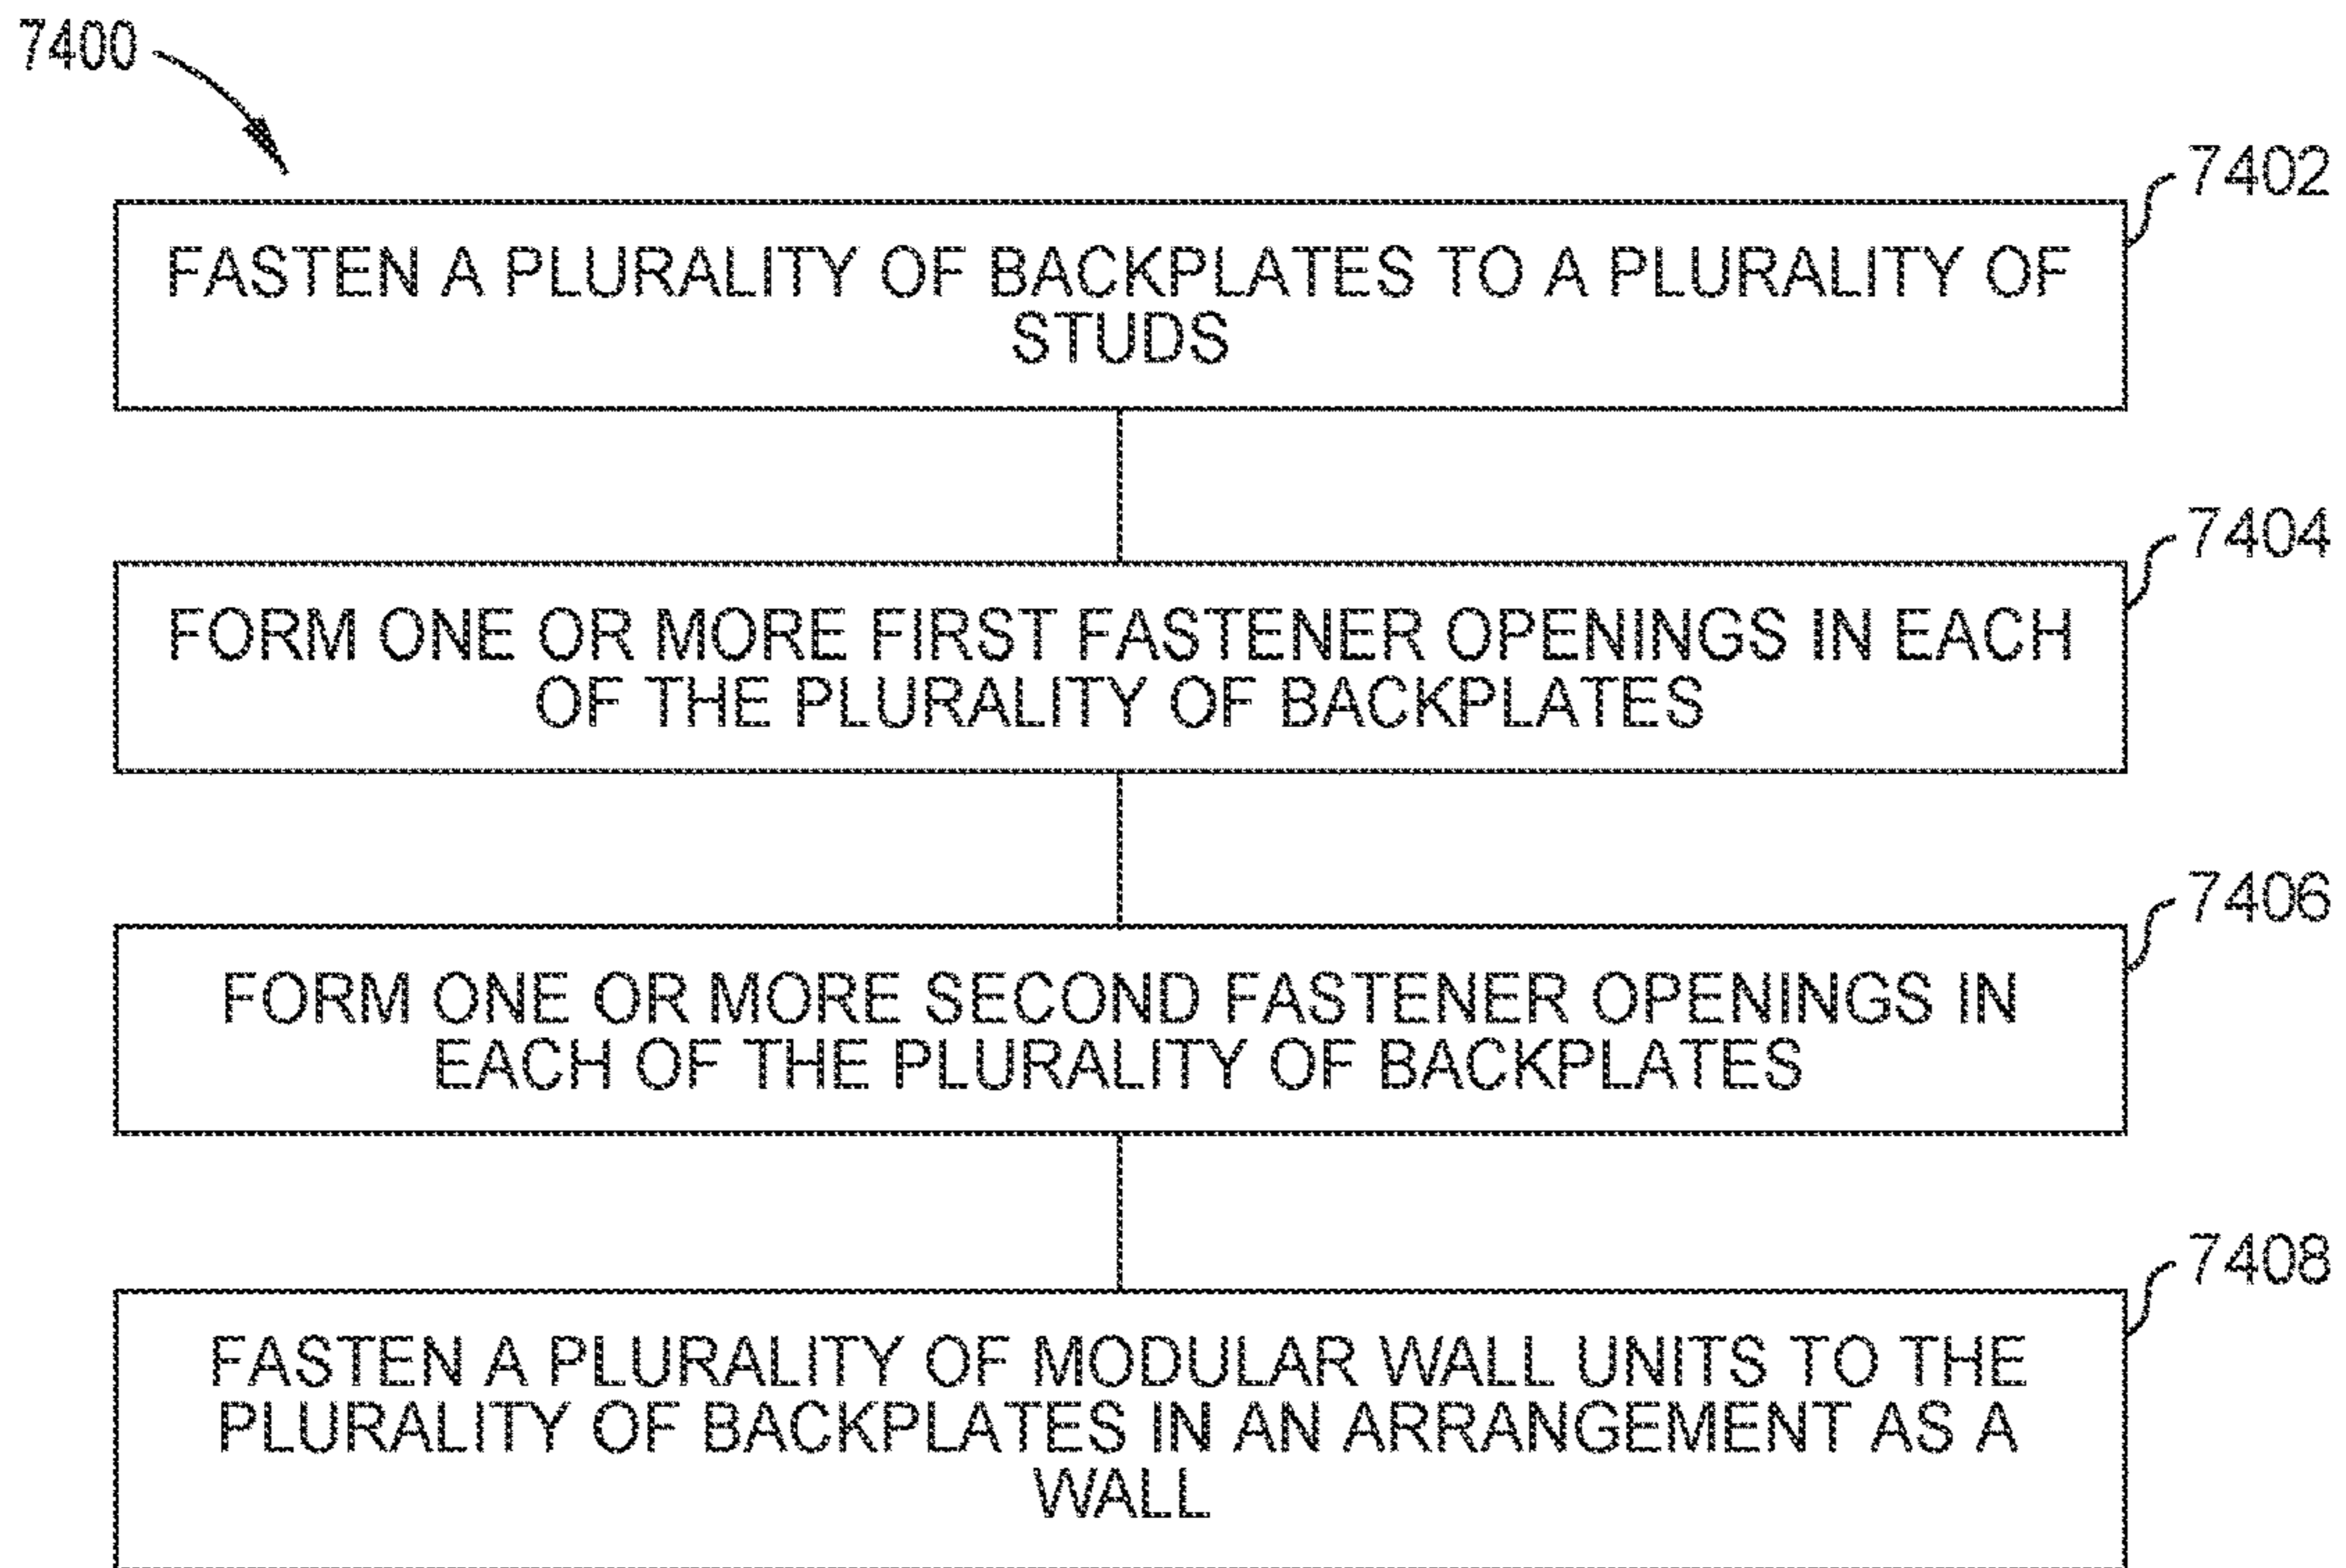 7400
7402
FASTEN A PLURALITY OF BACKPLATES TO A PLURALITY OF
STUDS
7404
FORM ONE OR MORE FIRST FASTENER OPENINGS IN EACH
OF THE PLURALITY OF BACKPLATES
7406
FORM ONE OR MORE SECOND FASTENER OPENINGS IN
EACH OF THE PLURALITY OF BACKPLATES
7408
FASTEN A PLURALITY OF MODULAR WALL UNITS TO THE
PLURALITY OF BACKPLATES IN AN ARRANGEMENT AS A
WALL